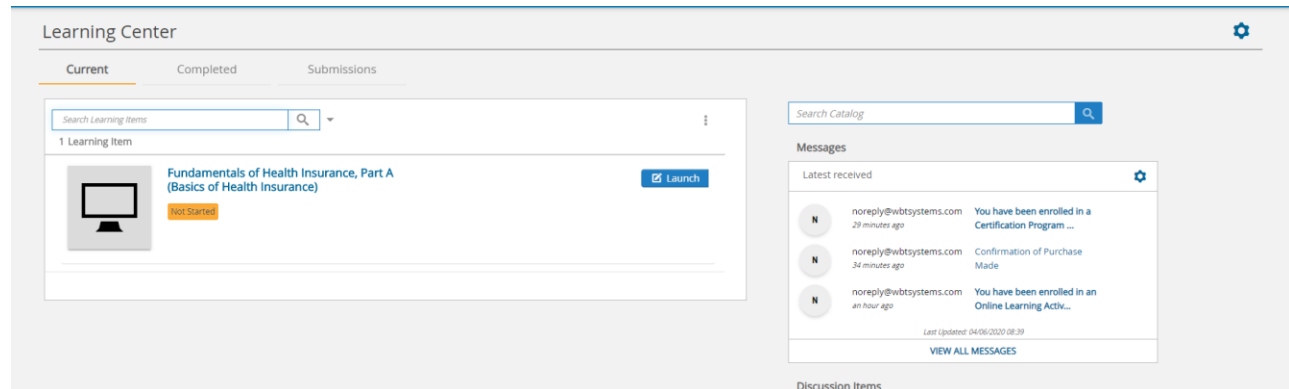 Learning Center
Current
Completed
Submissions
Search Learning Items
1 Learning Item
Fundamentals of Health Insurance, Part A
(Basics of Health Insurance)
Launch
Not Started
Search Catalog
Messages
Latest received
N
noreply@wbtsystems.com
29 minutes ago
You have been enrolled in a
Certification Program ...
N
noreply@wbtsystems.com
34 minutes ago
Confirmation of Purchase
Made
N
noreply@wbtsystems.com
an hour ago
You have been enrolled in an
Online Learning Activ...
Last Updated: 04/06/2020 08:39
VIEW ALL MESSAGES
Discussion Items